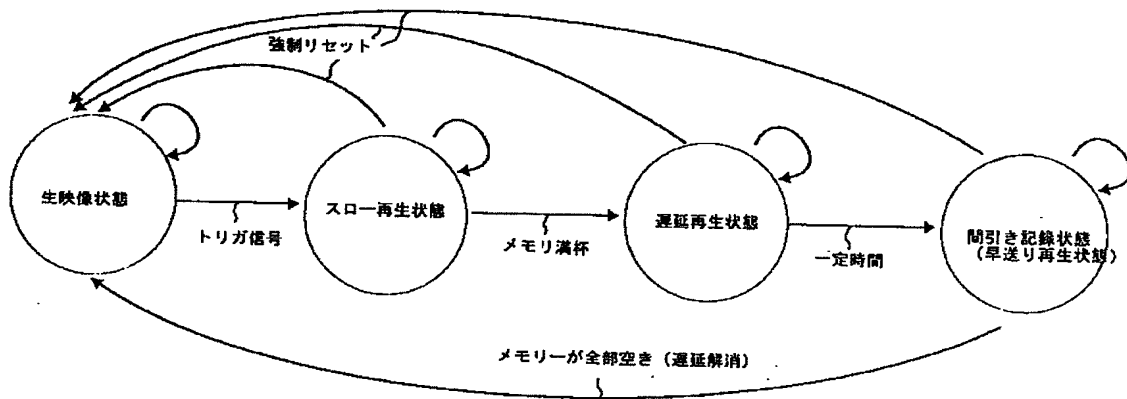 強制リセット
生映像状態
スロー再生状態
遅延再生状態
間引き記録状態
（早送り再生状態）
トリガ信号
メモリ満杯
一定時間
メモリーが全部空き（遅延解消）